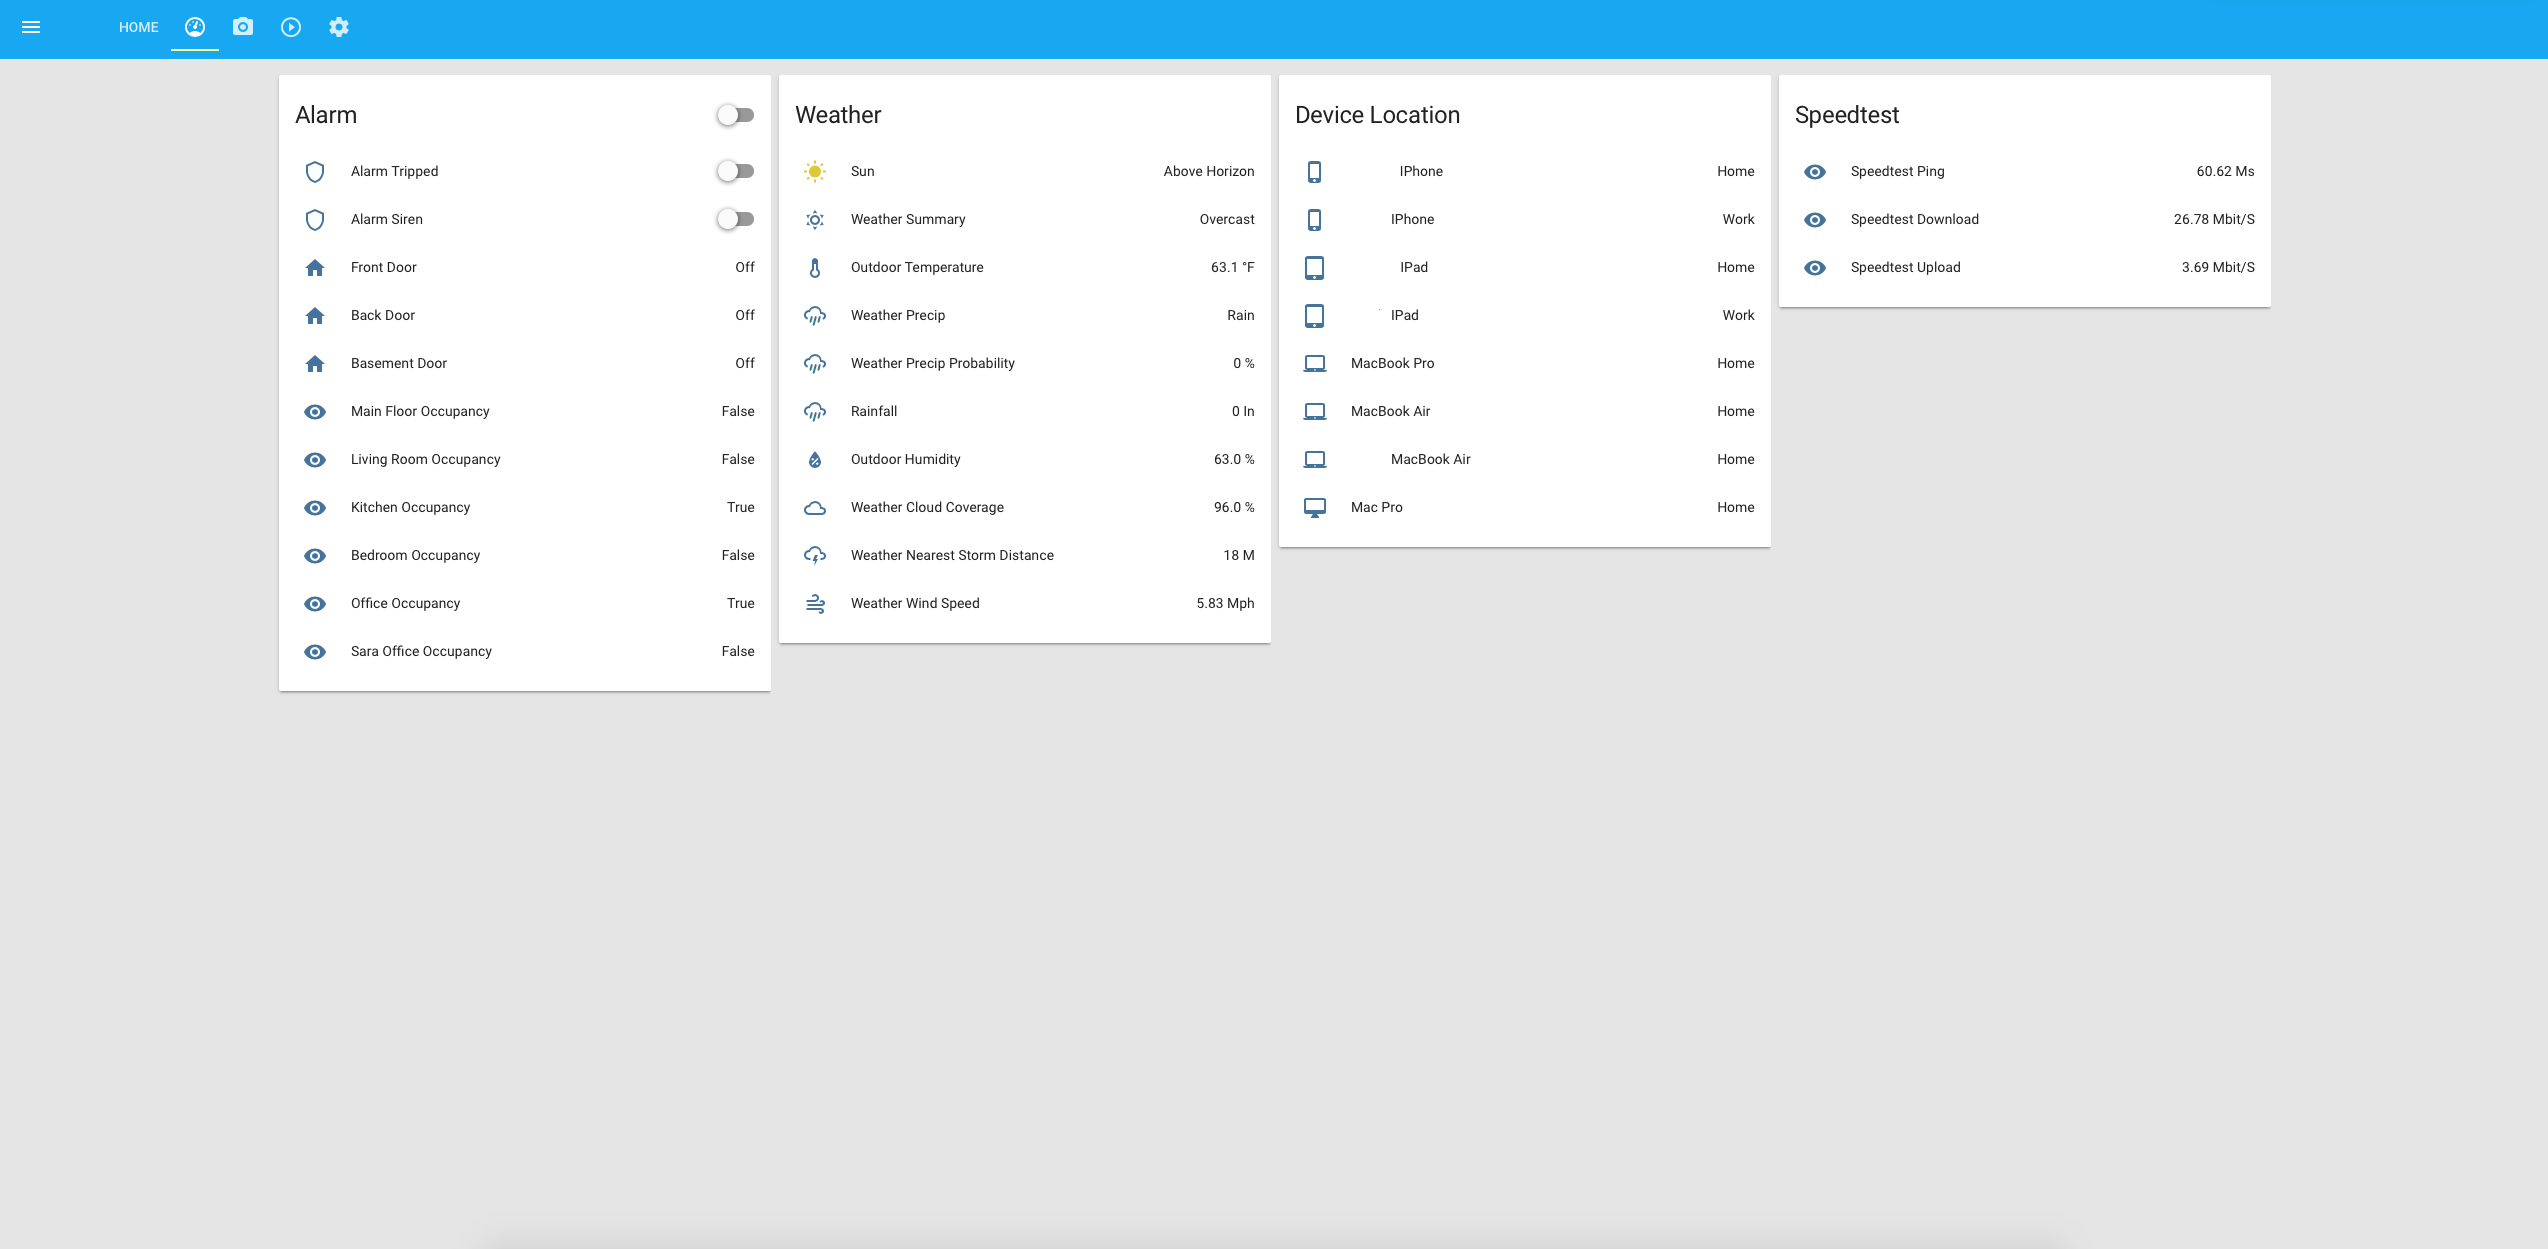 HOME
Alarm
Alarm Tripped
Alarm Siren
Front Door Off
Back Door Off
Basement Door Off
Main Floor Occupancy False
Living Room Occupancy False
Kitchen Occupancy True
Bedroom Occupancy False
Office Occupancy True
Sara Office Occupancy False
Weather
Sun Above Horizon
Weather Summary Overcast
Outdoor Temperature 63.1 °F
Weather Precip Rain
Weather Precip Probability 0 %
Rainfall 0 In
Outdoor Humidity 63.0 %
Weather Cloud Coverage 96.0 %
Weather Nearest Storm Distance 18 M
Weather Wind Speed 5.83 Mph
Device Location
IPhone Home
IPhone Work
IPad Home
IPad Work
MacBook Pro Home
MacBook Air Home
MacBook Air Home
Mac Pro Home
Speedtest
Speedtest Ping 60.62 Ms
Speedtest Download 26.78 Mbit/S
Speedtest Upload 3.69 Mbit/S